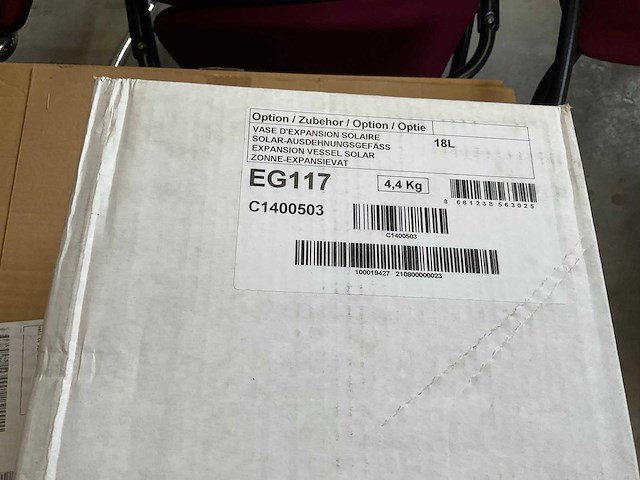 Option / Zubehor / Option / Optie
VASE D'EXPANSION SOLAIRE
SOLAR-AUSDEHNUNGSGEFÄSS
EXPANSION VESSEL SOLAR
ZONNE-EXPANSIEVAT
18L
EG117
4,4 Kg
3 661238 563025
C1400503
C1400503
100019427 210800000023